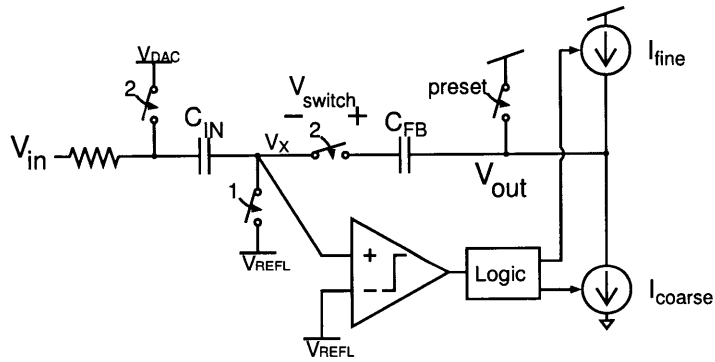 VDAC
2
CIN
Vin
Vswitch
− +
2
CFB
VX
preset
Ifine
Vout
1
VREFL
+
−
Logic
Icoarse
VREFL